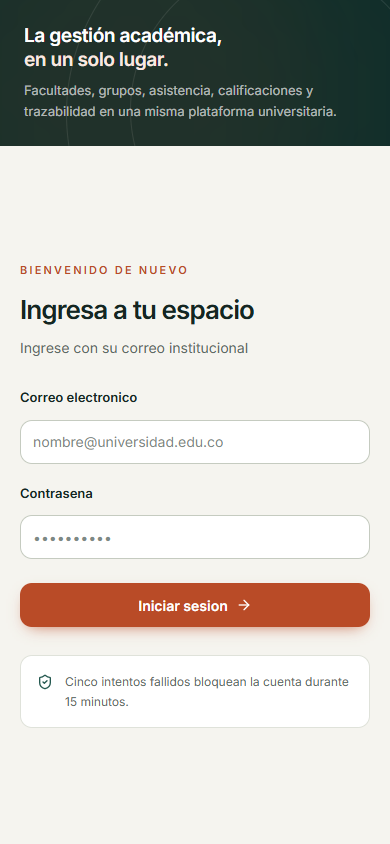 La gestión académica,
en un solo lugar.
Facultades, grupos, asistencia, calificaciones y
trazabilidad en una misma plataforma universitaria.
BIENVENIDO DE NUEVO
Ingresa a tu espacio
Ingrese con su correo institucional
Correo electronico
nombre@universidad.edu.co
Contrasena
••••••••••
Iniciar sesion →
Cinco intentos fallidos bloquean la cuenta durante
15 minutos.